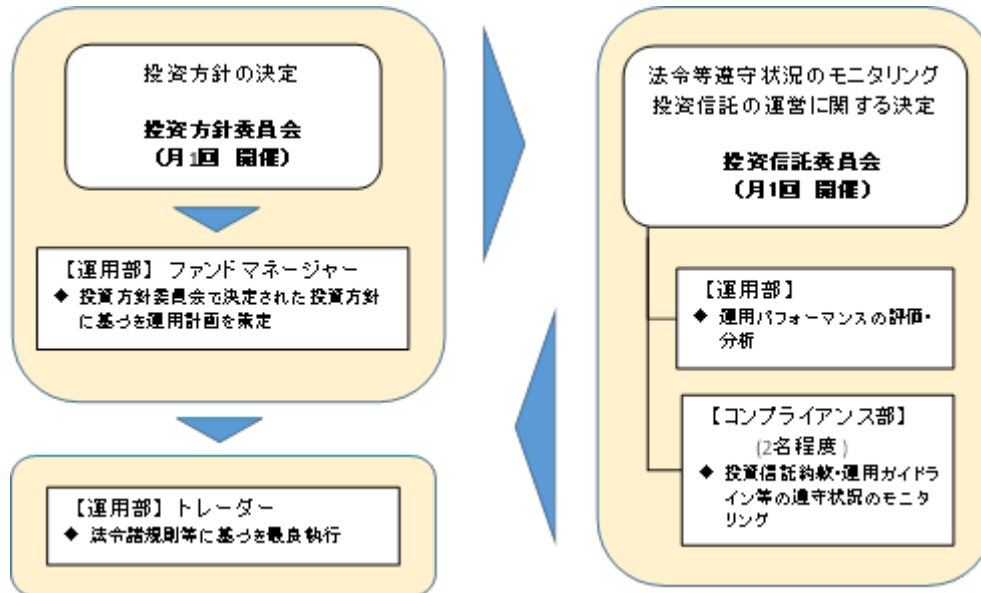 投資方針の決定
投資方針委員会
(月1回 開催)
【運用部】ファンドマネージャー
◆ 投資方針委員会で決定された投資方針
に基づき運用計画を策定
【運用部】トレーダー
◆ 法令諸規則等に基づき最良執行
法令等遵守状況のモニタリング
投資信託の運営に関する決定
投資信託委員会
(月1回 開催)
【運用部】
◆ 運用パフォーマンスの評価・
分析
【コンプライアンス部】
(2名程度)
◆ 投資信託約款・運用ガイドラ
イン等の遵守状況のモニタ
リング